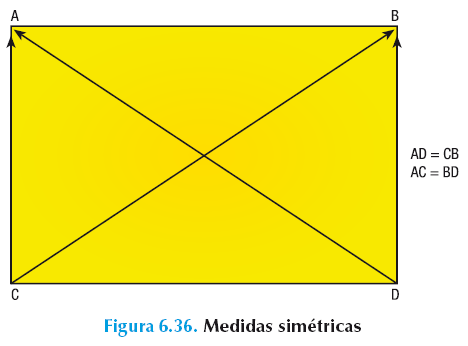 A
B
AD = CB
AC = BD
C
D
Figura 6.36. Medidas simétricas